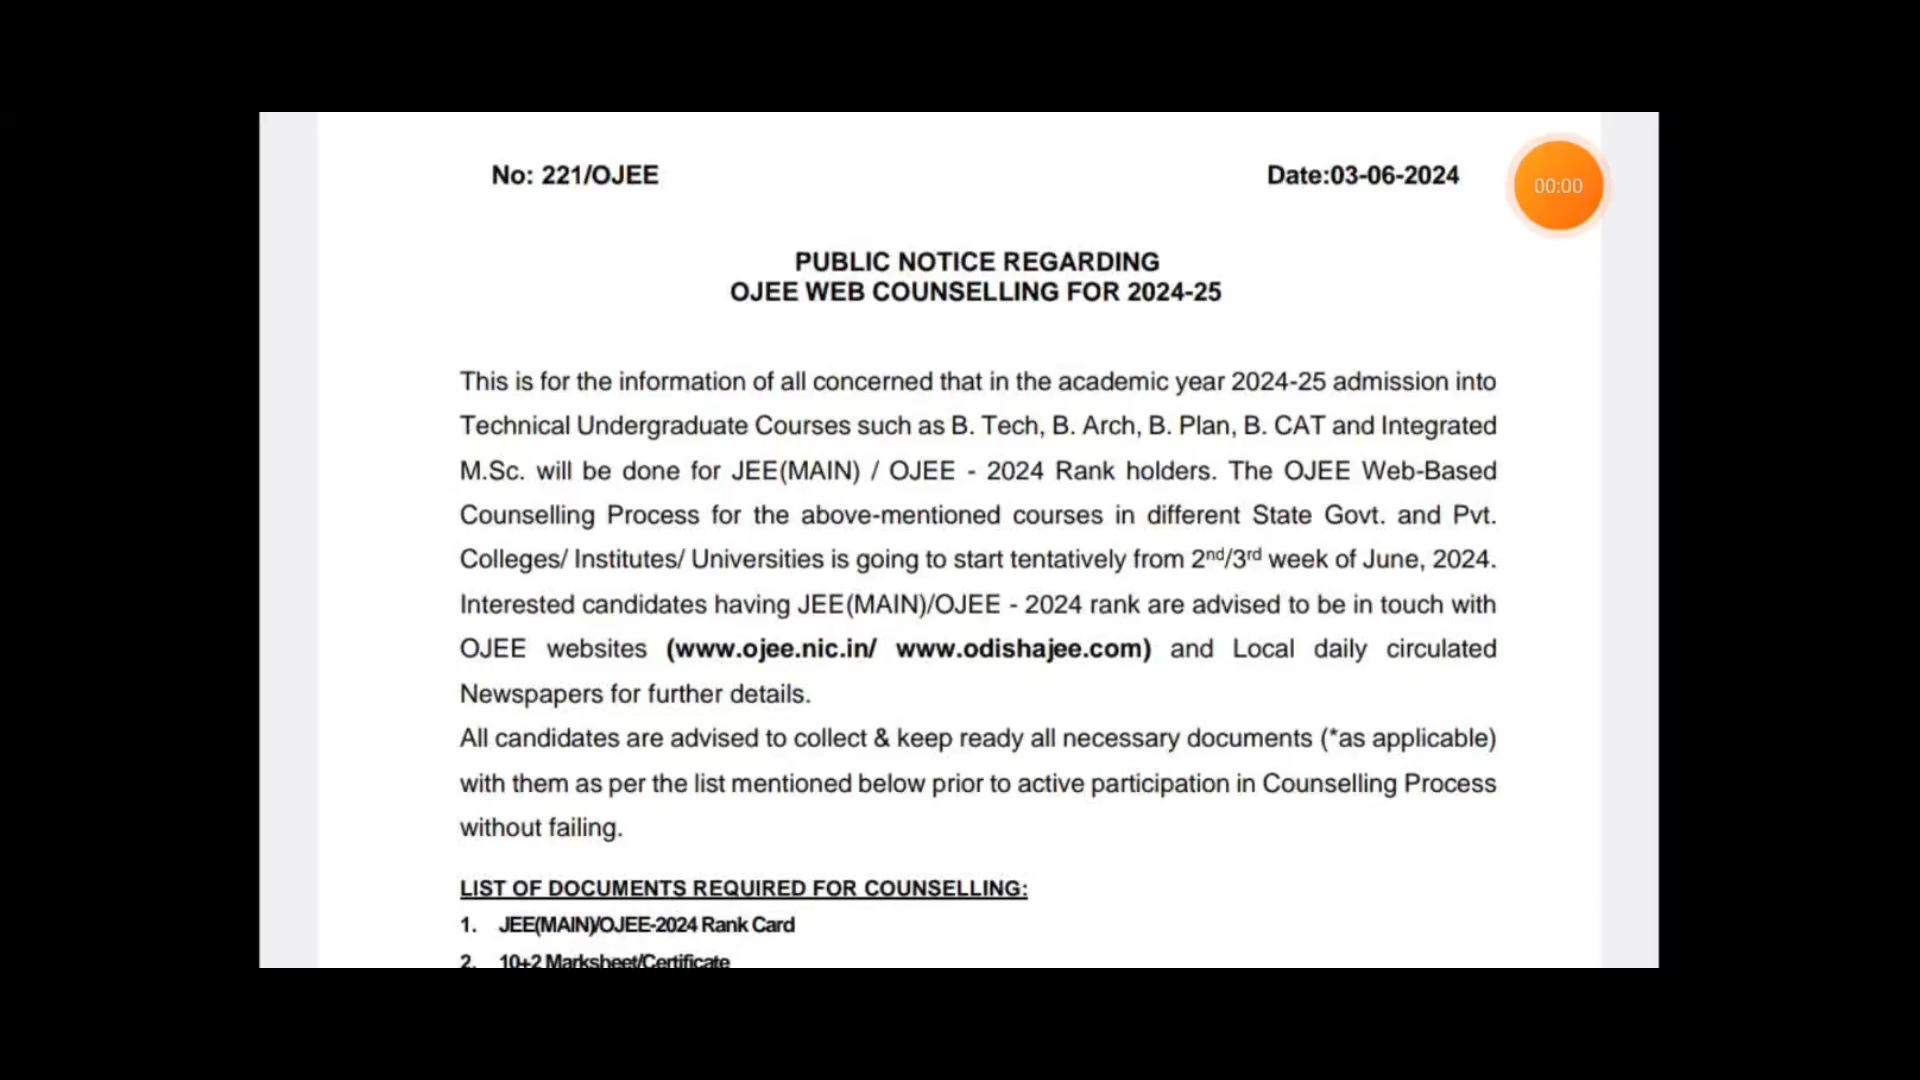 No: 221/OJEE Date:03-06-2024
00:00
PUBLIC NOTICE REGARDING
OJEE WEB COUNSELLING FOR 2024-25
This is for the information of all concerned that in the academic year 2024-25 admission into
Technical Undergraduate Courses such as B. Tech, B. Arch, B. Plan, B. CAT and Integrated
M.Sc. will be done for JEE(MAIN) / OJEE - 2024 Rank holders. The OJEE Web-Based
Counselling Process for the above-mentioned courses in different State Govt. and Pvt.
Colleges/ Institutes/ Universities is going to start tentatively from 2nd/3rd week of June, 2024.
Interested candidates having JEE(MAIN)/OJEE - 2024 rank are advised to be in touch with
OJEE websites (www.ojee.nic.in/ www.odishajee.com) and Local daily circulated
Newspapers for further details.
All candidates are advised to collect & keep ready all necessary documents (*as applicable)
with them as per the list mentioned below prior to active participation in Counselling Process
without failing.
LIST OF DOCUMENTS REQUIRED FOR COUNSELLING:
1. JEE(MAIN)/OJEE-2024 Rank Card
2. 10+2 Marksheet/Certificate